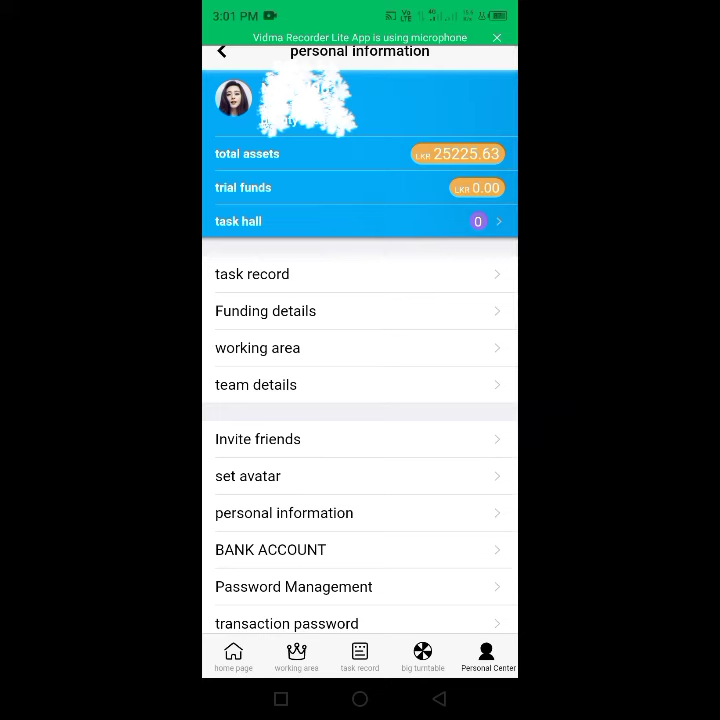 3:01 PM
Vidma Recorder Lite App is using microphone
personal information
total assets LKR 25225.63
trial funds LKR 0.00
task hall 0
task record
Funding details
working area
team details
Invite friends
set avatar
personal information
BANK ACCOUNT
Password Management
transaction password
home page working area task record big turntable Personal Center